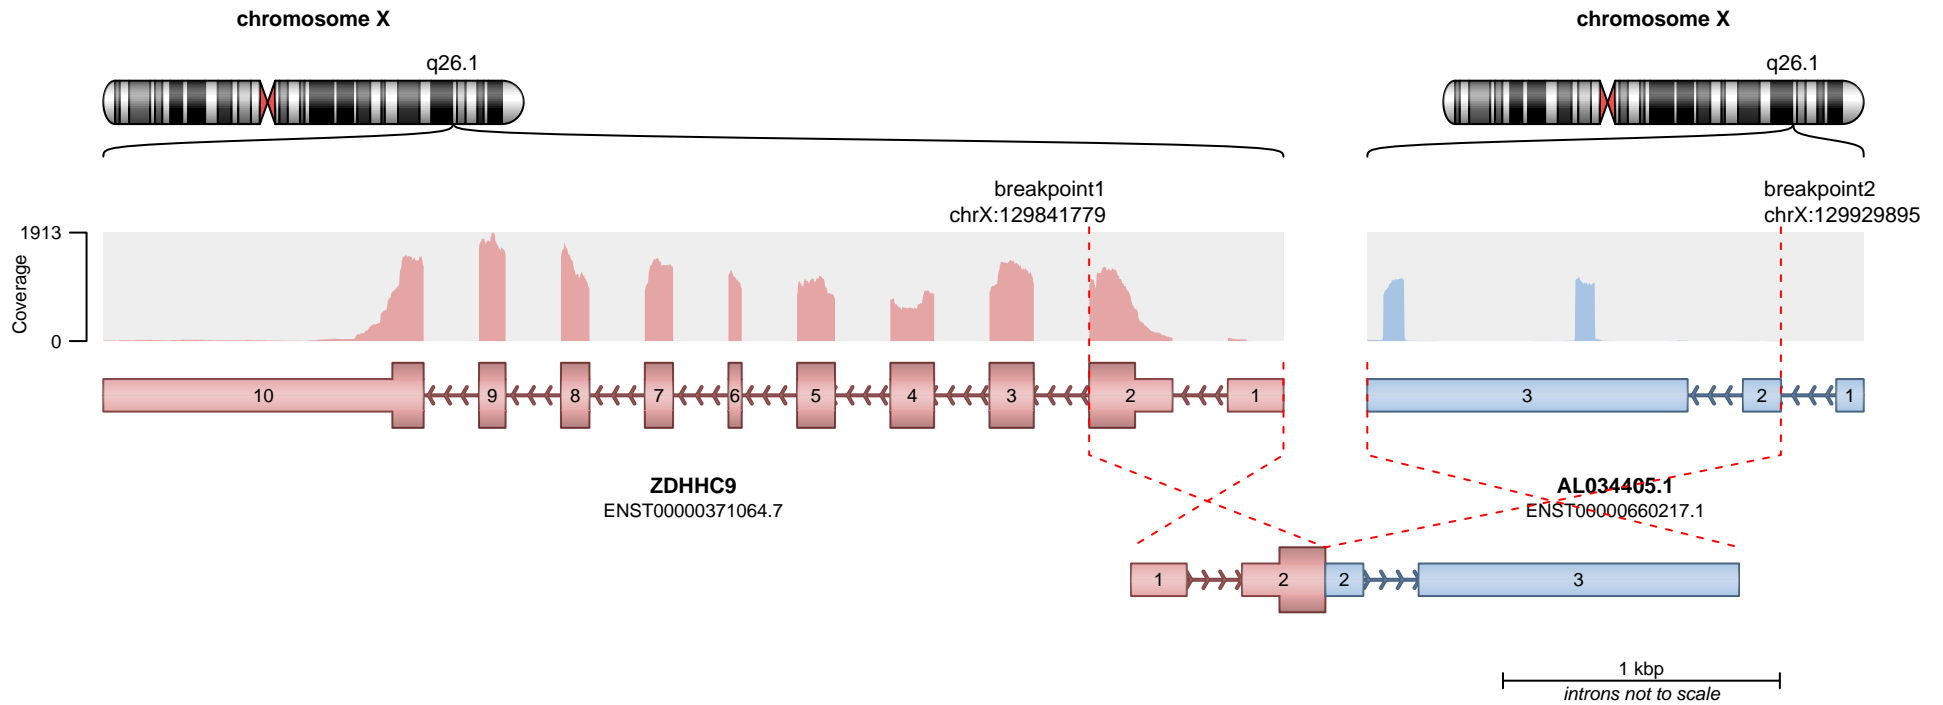 chromosome X
chromosome X
q26.1
q26.1
breakpoint1
chrX:129841779
breakpoint2
chrX:129929895
1913
Coverage
0
10 9 8 7 6 5 4 3 2 1
3 2 1
ZDHHC9
ENST00000371064.7
AL034405.1
ENST00000660217.1
1 2 2 3
1 kbp
introns not to scale